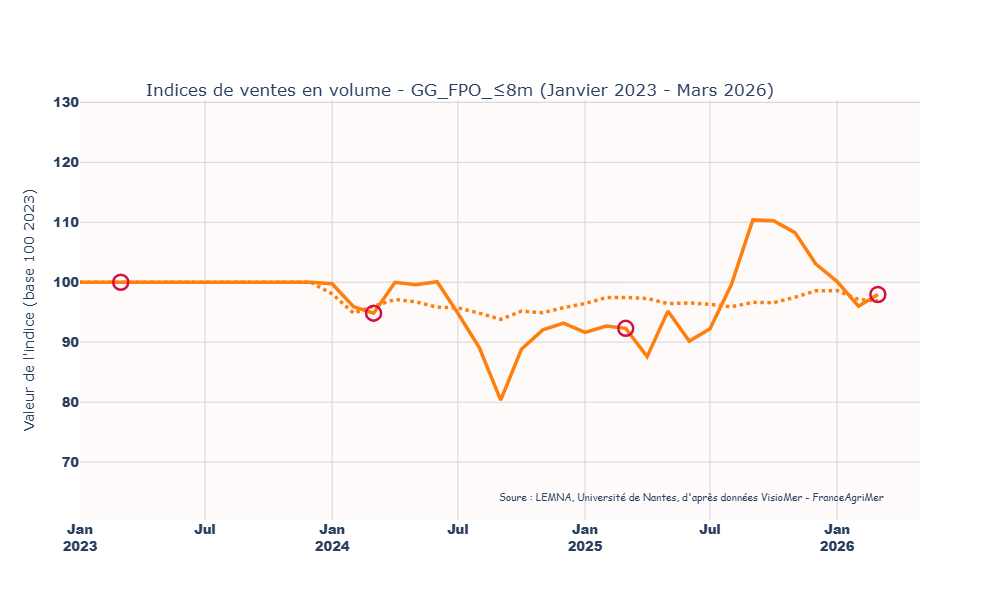 Indices de ventes en volume - GG_FPO_≤8m (Janvier 2023 - Mars 2026)
Valeur de l'indice (base 100 2023)
130
120
110
100
90
80
70
Soure : LEMNA, Université de Nantes, d'après données VisioMer - FranceAgriMer
Jan Jul Jan Jul Jan Jul Jan
2023 2024 2025 2026